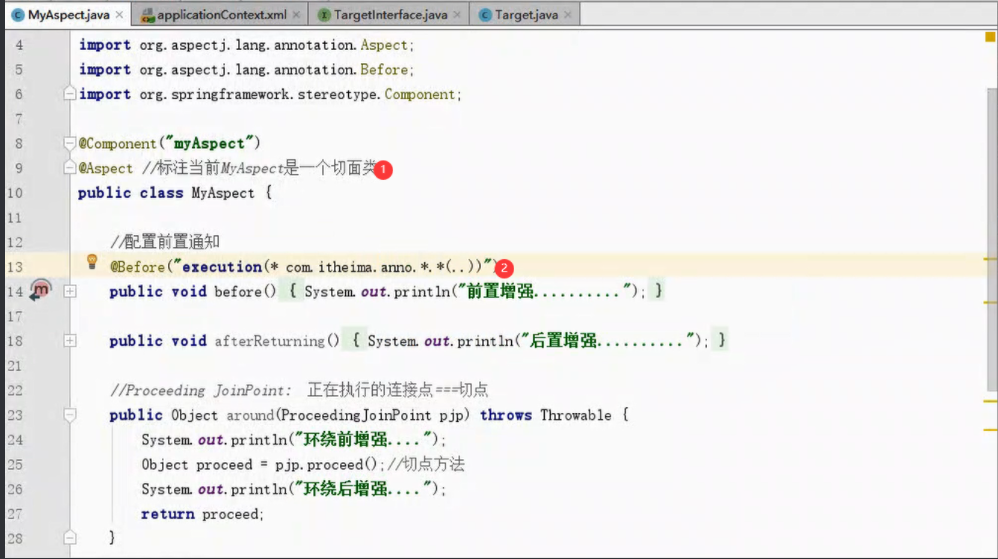 MyAspect.java × applicationContext.xml × TargetInterface.java × Target.java ×
4 import org.aspectj.lang.annotation.Aspect;
5 import org.aspectj.lang.annotation.Before;
6 import org.springframework.stereotype.Component;
7
8 @Component("myAspect")
9 @Aspect //标注当前MyAspect是一个切面类 1
10 public class MyAspect {
11
12 //配置前置通知
13 @Before("execution(* com.itheima.anno.*.*(..))") 2
14 public void before() { System.out.println("前置增强.........."); }
17
18 public void afterReturning() { System.out.println("后置增强.........."); }
21
22 //Proceeding JoinPoint: 正在执行的连接点===切点
23 public Object around(ProceedingJoinPoint pjp) throws Throwable {
24 System.out.println("环绕前增强....");
25 Object proceed = pjp.proceed();//切点方法
26 System.out.println("环绕后增强....");
27 return proceed;
28 }